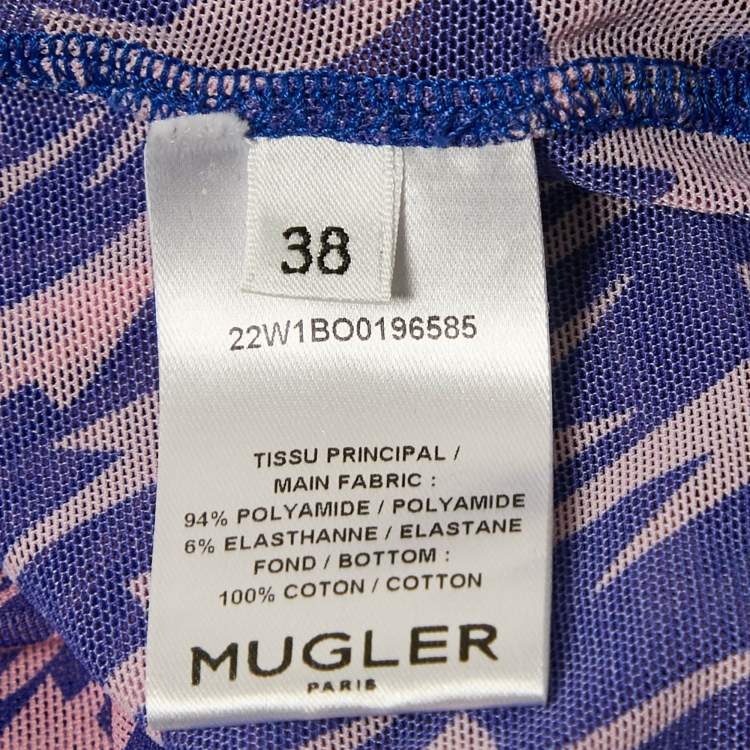 38
22W1BO0196585
TISSU PRINCIPAL /
MAIN FABRIC :
94% POLYAMIDE / POLYAMIDE
6% ELASTHANNE / ELASTANE
FOND / BOTTOM :
100% COTON / COTTON
MUGLER
PARIS